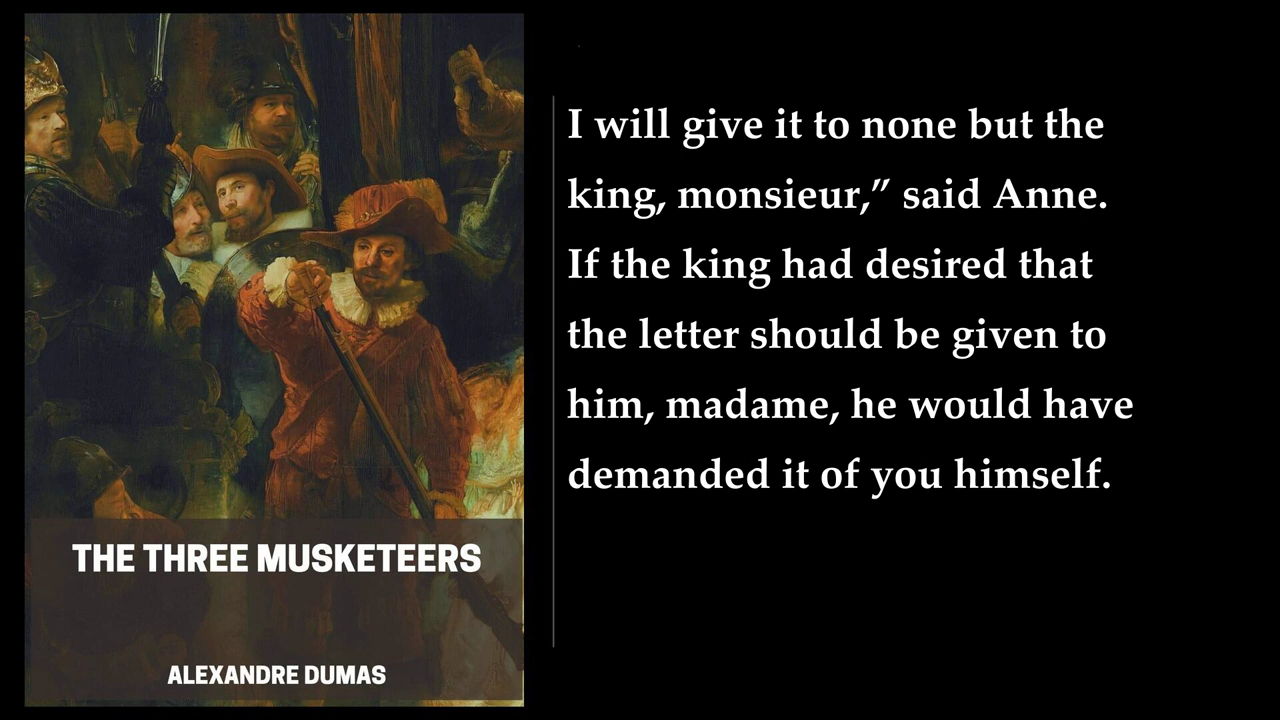 THE THREE MUSKETEERS
ALEXANDRE DUMAS
I will give it to none but the
king, monsieur,” said Anne.
If the king had desired that
the letter should be given to
him, madame, he would have
demanded it of you himself.